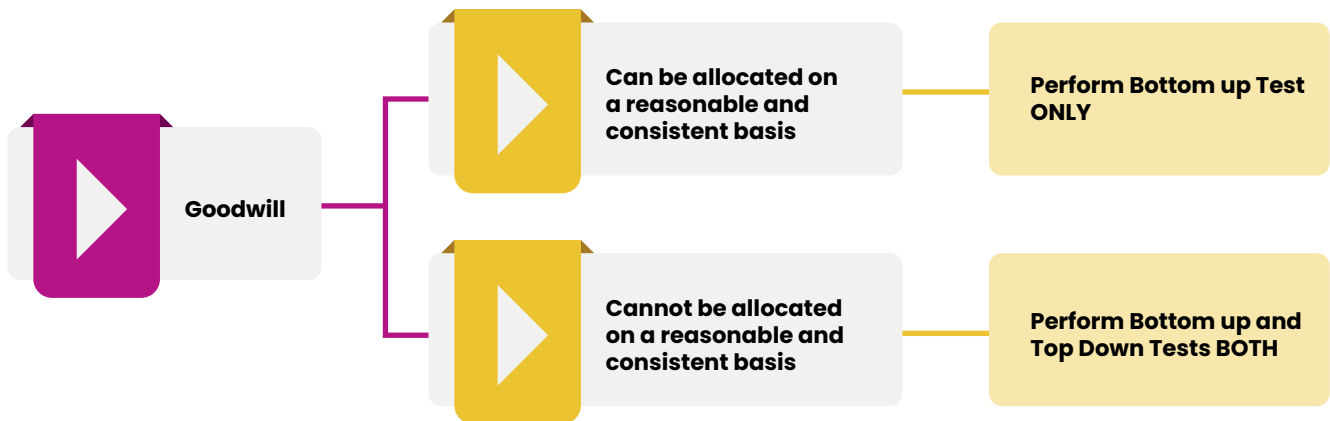 Goodwill
Can be allocated on
a reasonable and
consistent basis
Perform Bottom up Test
ONLY
Cannot be allocated
on a reasonable and
consistent basis
Perform Bottom up and
Top Down Tests BOTH